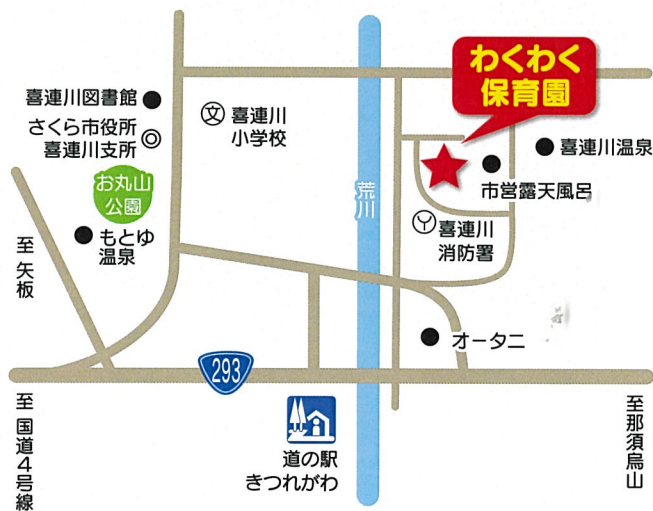 わくわく
保育園
喜連川図書館
さくら市役所
喜連川支所
喜連川
小学校
喜連川温泉
市営露天風呂
お丸山
公園
荒川
喜連川
消防署
もとゆ
温泉
至 矢板
オータニ
293
至 国道4号線
道の駅
きつれがわ
至那須烏山